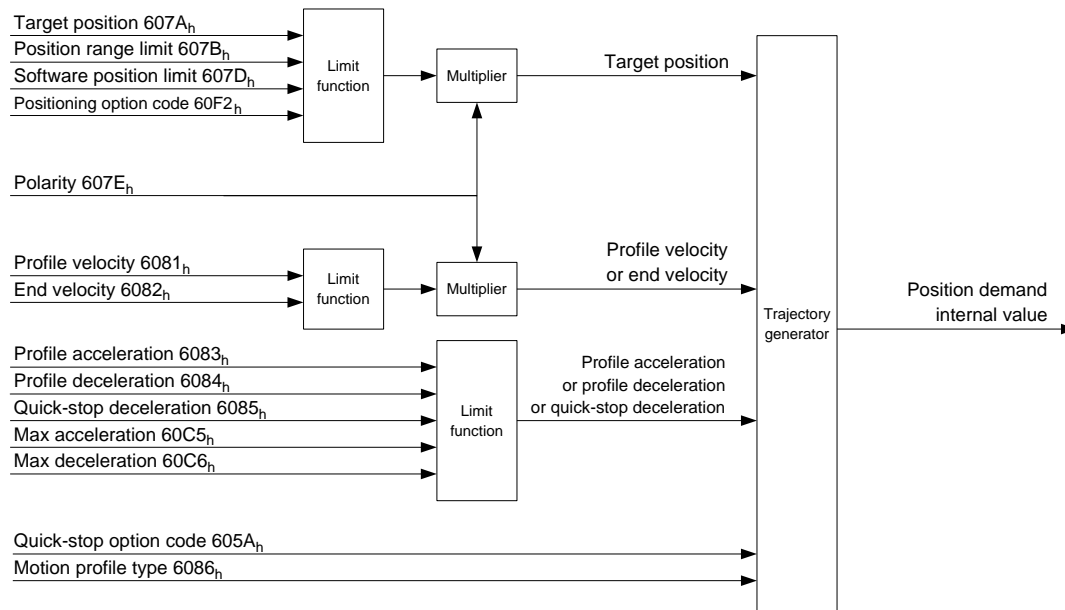 Target position 607Ah
Position range limit 607Bh
Software position limit 607Dh
Positioning option code 60F2h
Limit
function
Multiplier
Target position
Polarity 607Eh
Profile velocity 6081h
End velocity 6082h
Limit
function
Multiplier
Profile velocity
or end velocity
Trajectory
generator
Position demand
internal value
Profile acceleration 6083h
Profile deceleration 6084h
Quick-stop deceleration 6085h
Max acceleration 60C5h
Max deceleration 60C6h
Limit
function
Profile acceleration
or profile deceleration
or quick-stop deceleration
Quick-stop option code 605Ah
Motion profile type 6086h